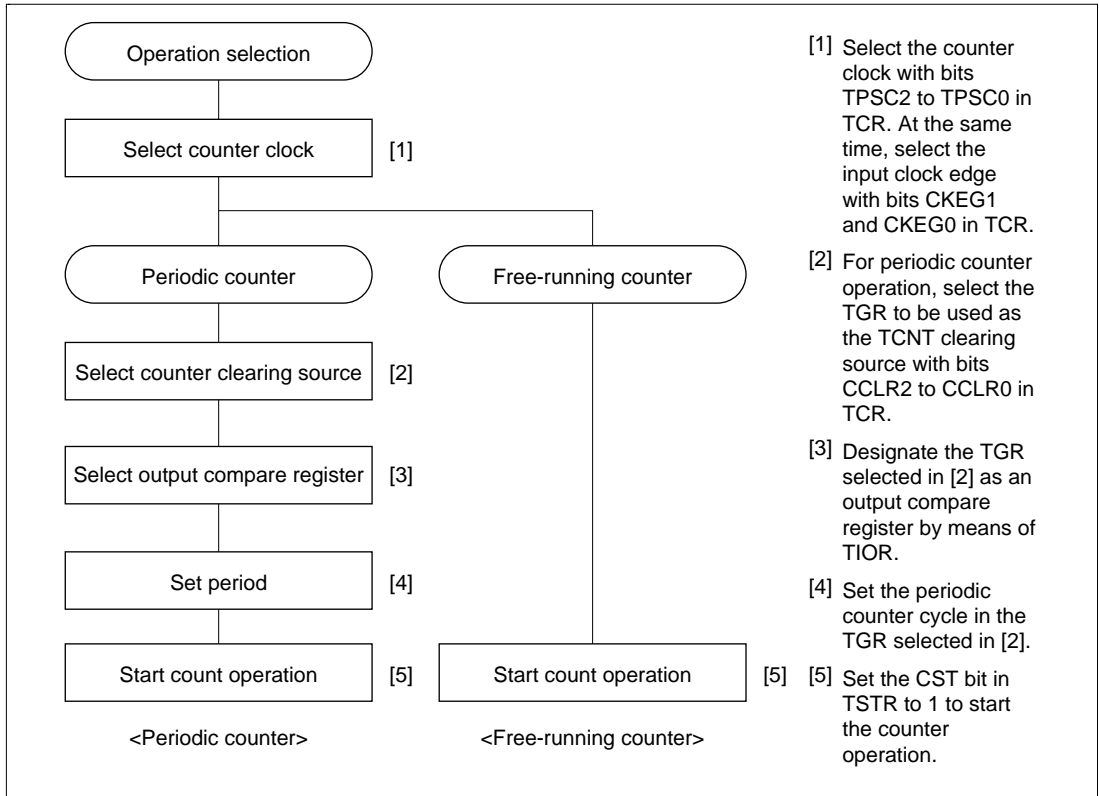 Operation selection
Select counter clock
[1]
Periodic counter
Free-running counter
Select counter clearing source
[2]
Select output compare register
[3]
Set period
[4]
Start count operation
[5]
Start count operation
[5]
<Periodic counter>
<Free-running counter>
[1] Select the counter
clock with bits
TPSC2 to TPSC0 in
TCR. At the same
time, select the
input clock edge
with bits CKEG1
and CKEG0 in TCR.
[2] For periodic counter
operation, select the
TGR to be used as
the TCNT clearing
source with bits
CCLR2 to CCLR0 in
TCR.
[3] Designate the TGR
selected in [2] as an
output compare
register by means of
TIOR.
[4] Set the periodic
counter cycle in the
TGR selected in [2].
[5] Set the CST bit in
TSTR to 1 to start
the counter
operation.